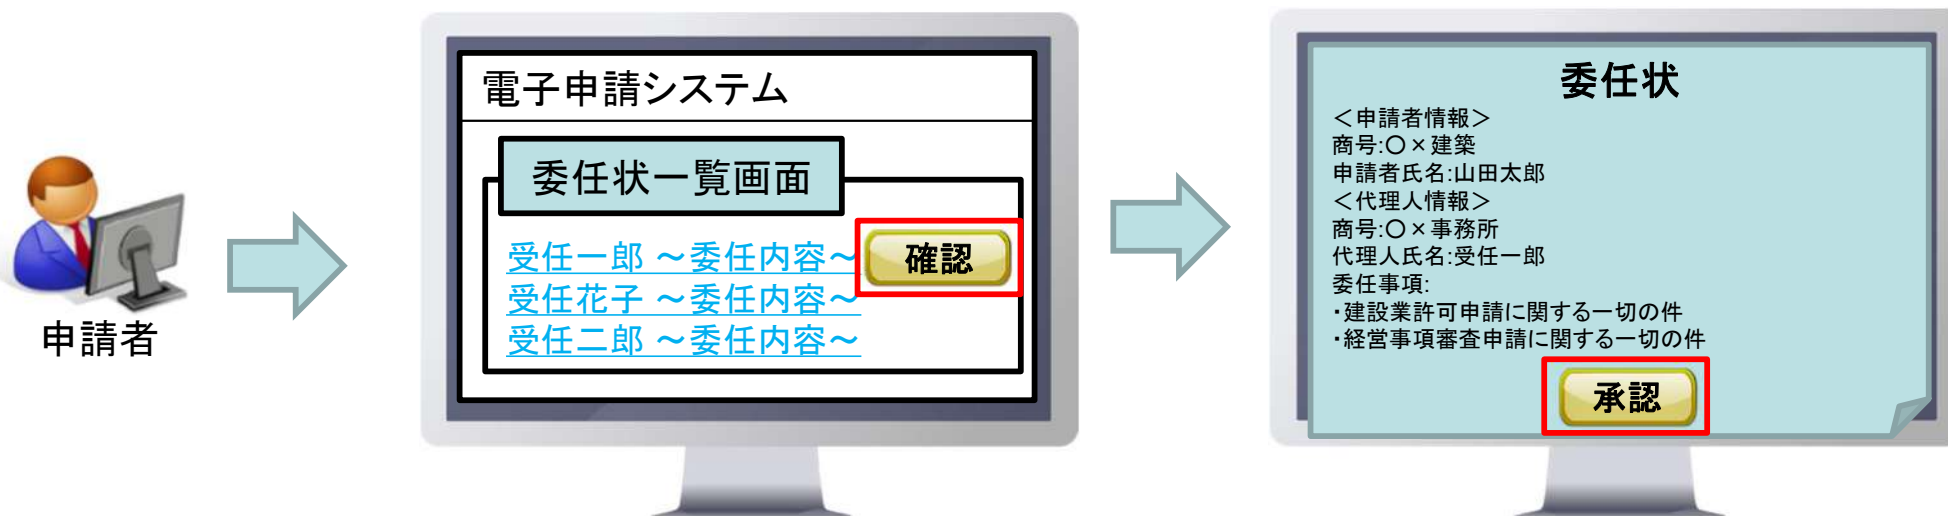 申請者
電子申請システム
委任状一覧画面
受任一郎 ～委任内容～
確認
受任花子 ～委任内容～
受任二郎 ～委任内容～
委任状
＜申請者情報＞
商号:〇×建築
申請者氏名:山田太郎
＜代理人情報＞
商号:〇×事務所
代理人氏名:受任一郎
委任事項:
・建設業許可申請に関する一切の件
・経営事項審査申請に関する一切の件
承認